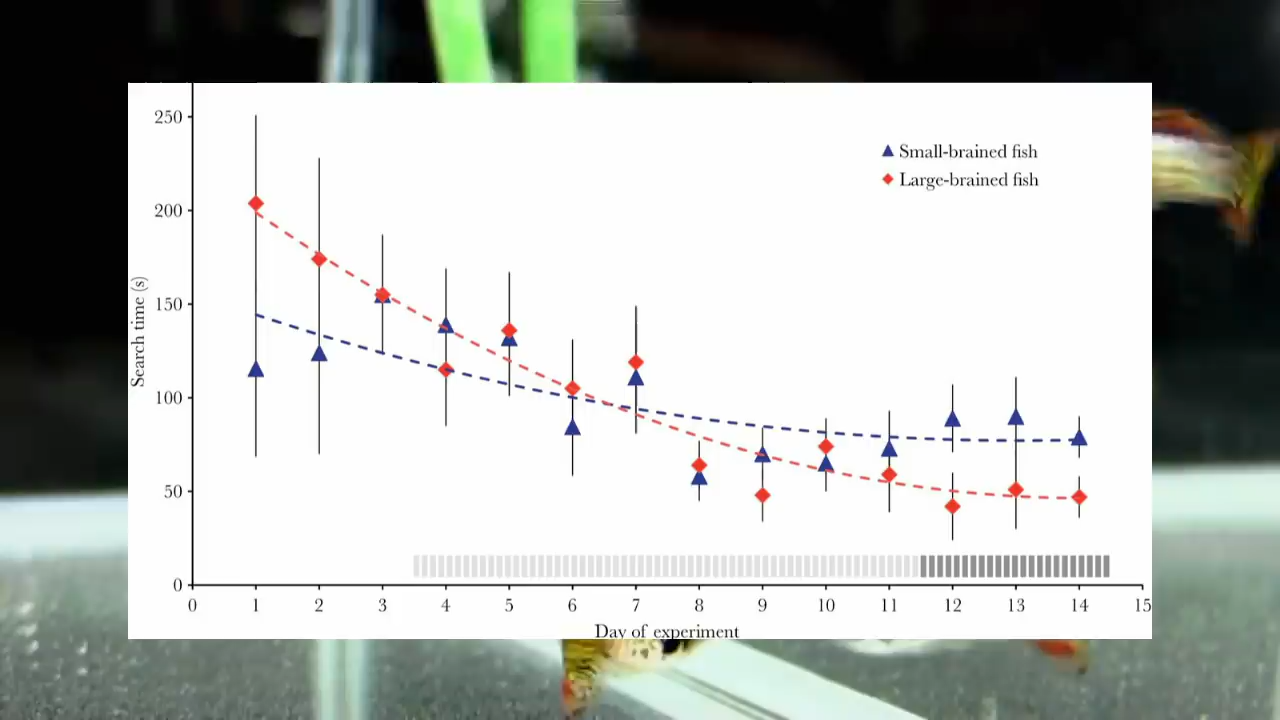 250
200
150
100
50
0
Search time (s)
Small-brained fish
Large-brained fish
0 1 2 3 4 5 6 7 8 9 10 11 12 13 14 15
Day of experiment